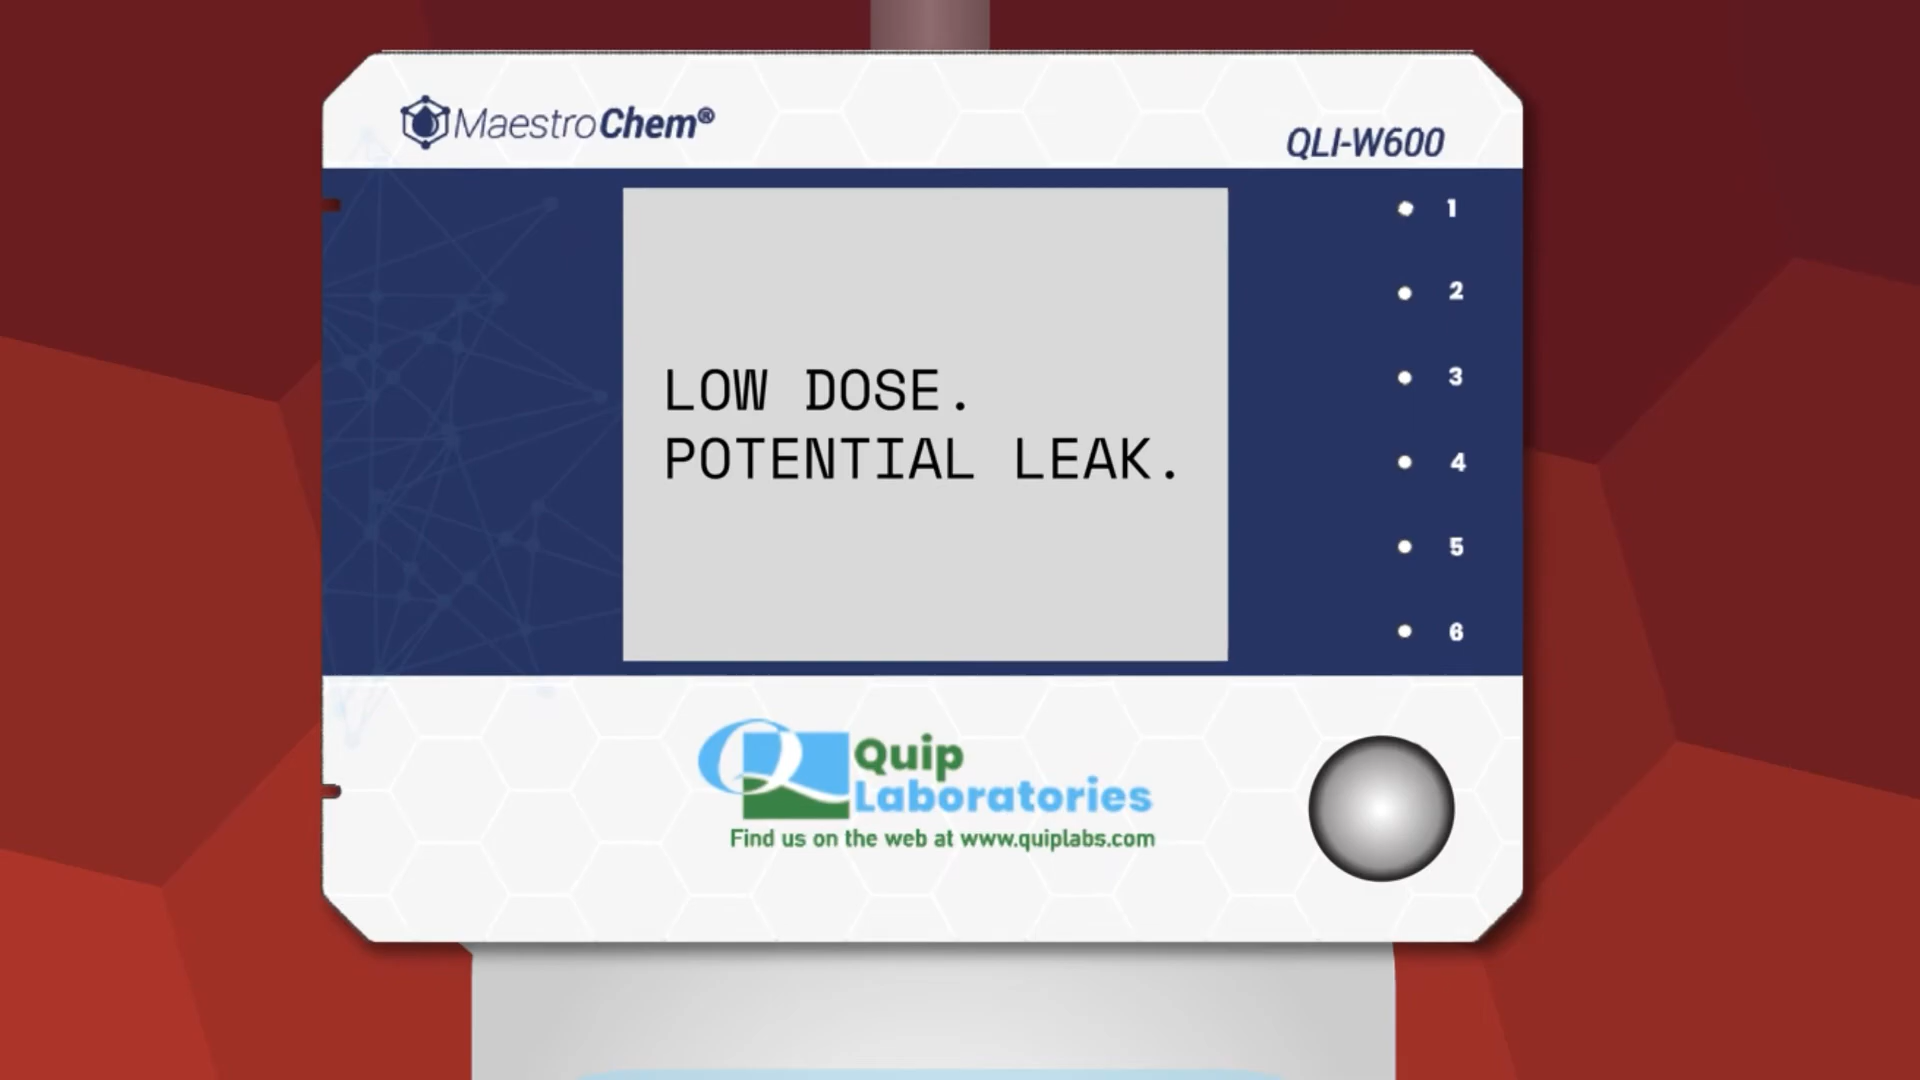 MaestroChem®
QLI-W600
1
2
3
4
5
6
LOW DOSE.
POTENTIAL LEAK.
Quip
Laboratories
Find us on the web at www.quiplabs.com